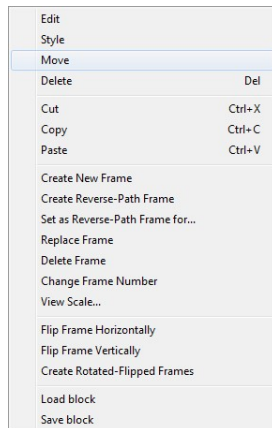 Edit
Style
Move
Delete Del
Cut Ctrl+X
Copy Ctrl+C
Paste Ctrl+V
Create New Frame
Create Reverse-Path Frame
Set as Reverse-Path Frame for...
Replace Frame
Delete Frame
Change Frame Number
View Scale...
Flip Frame Horizontally
Flip Frame Vertically
Create Rotated-Flipped Frames
Load block
Save block